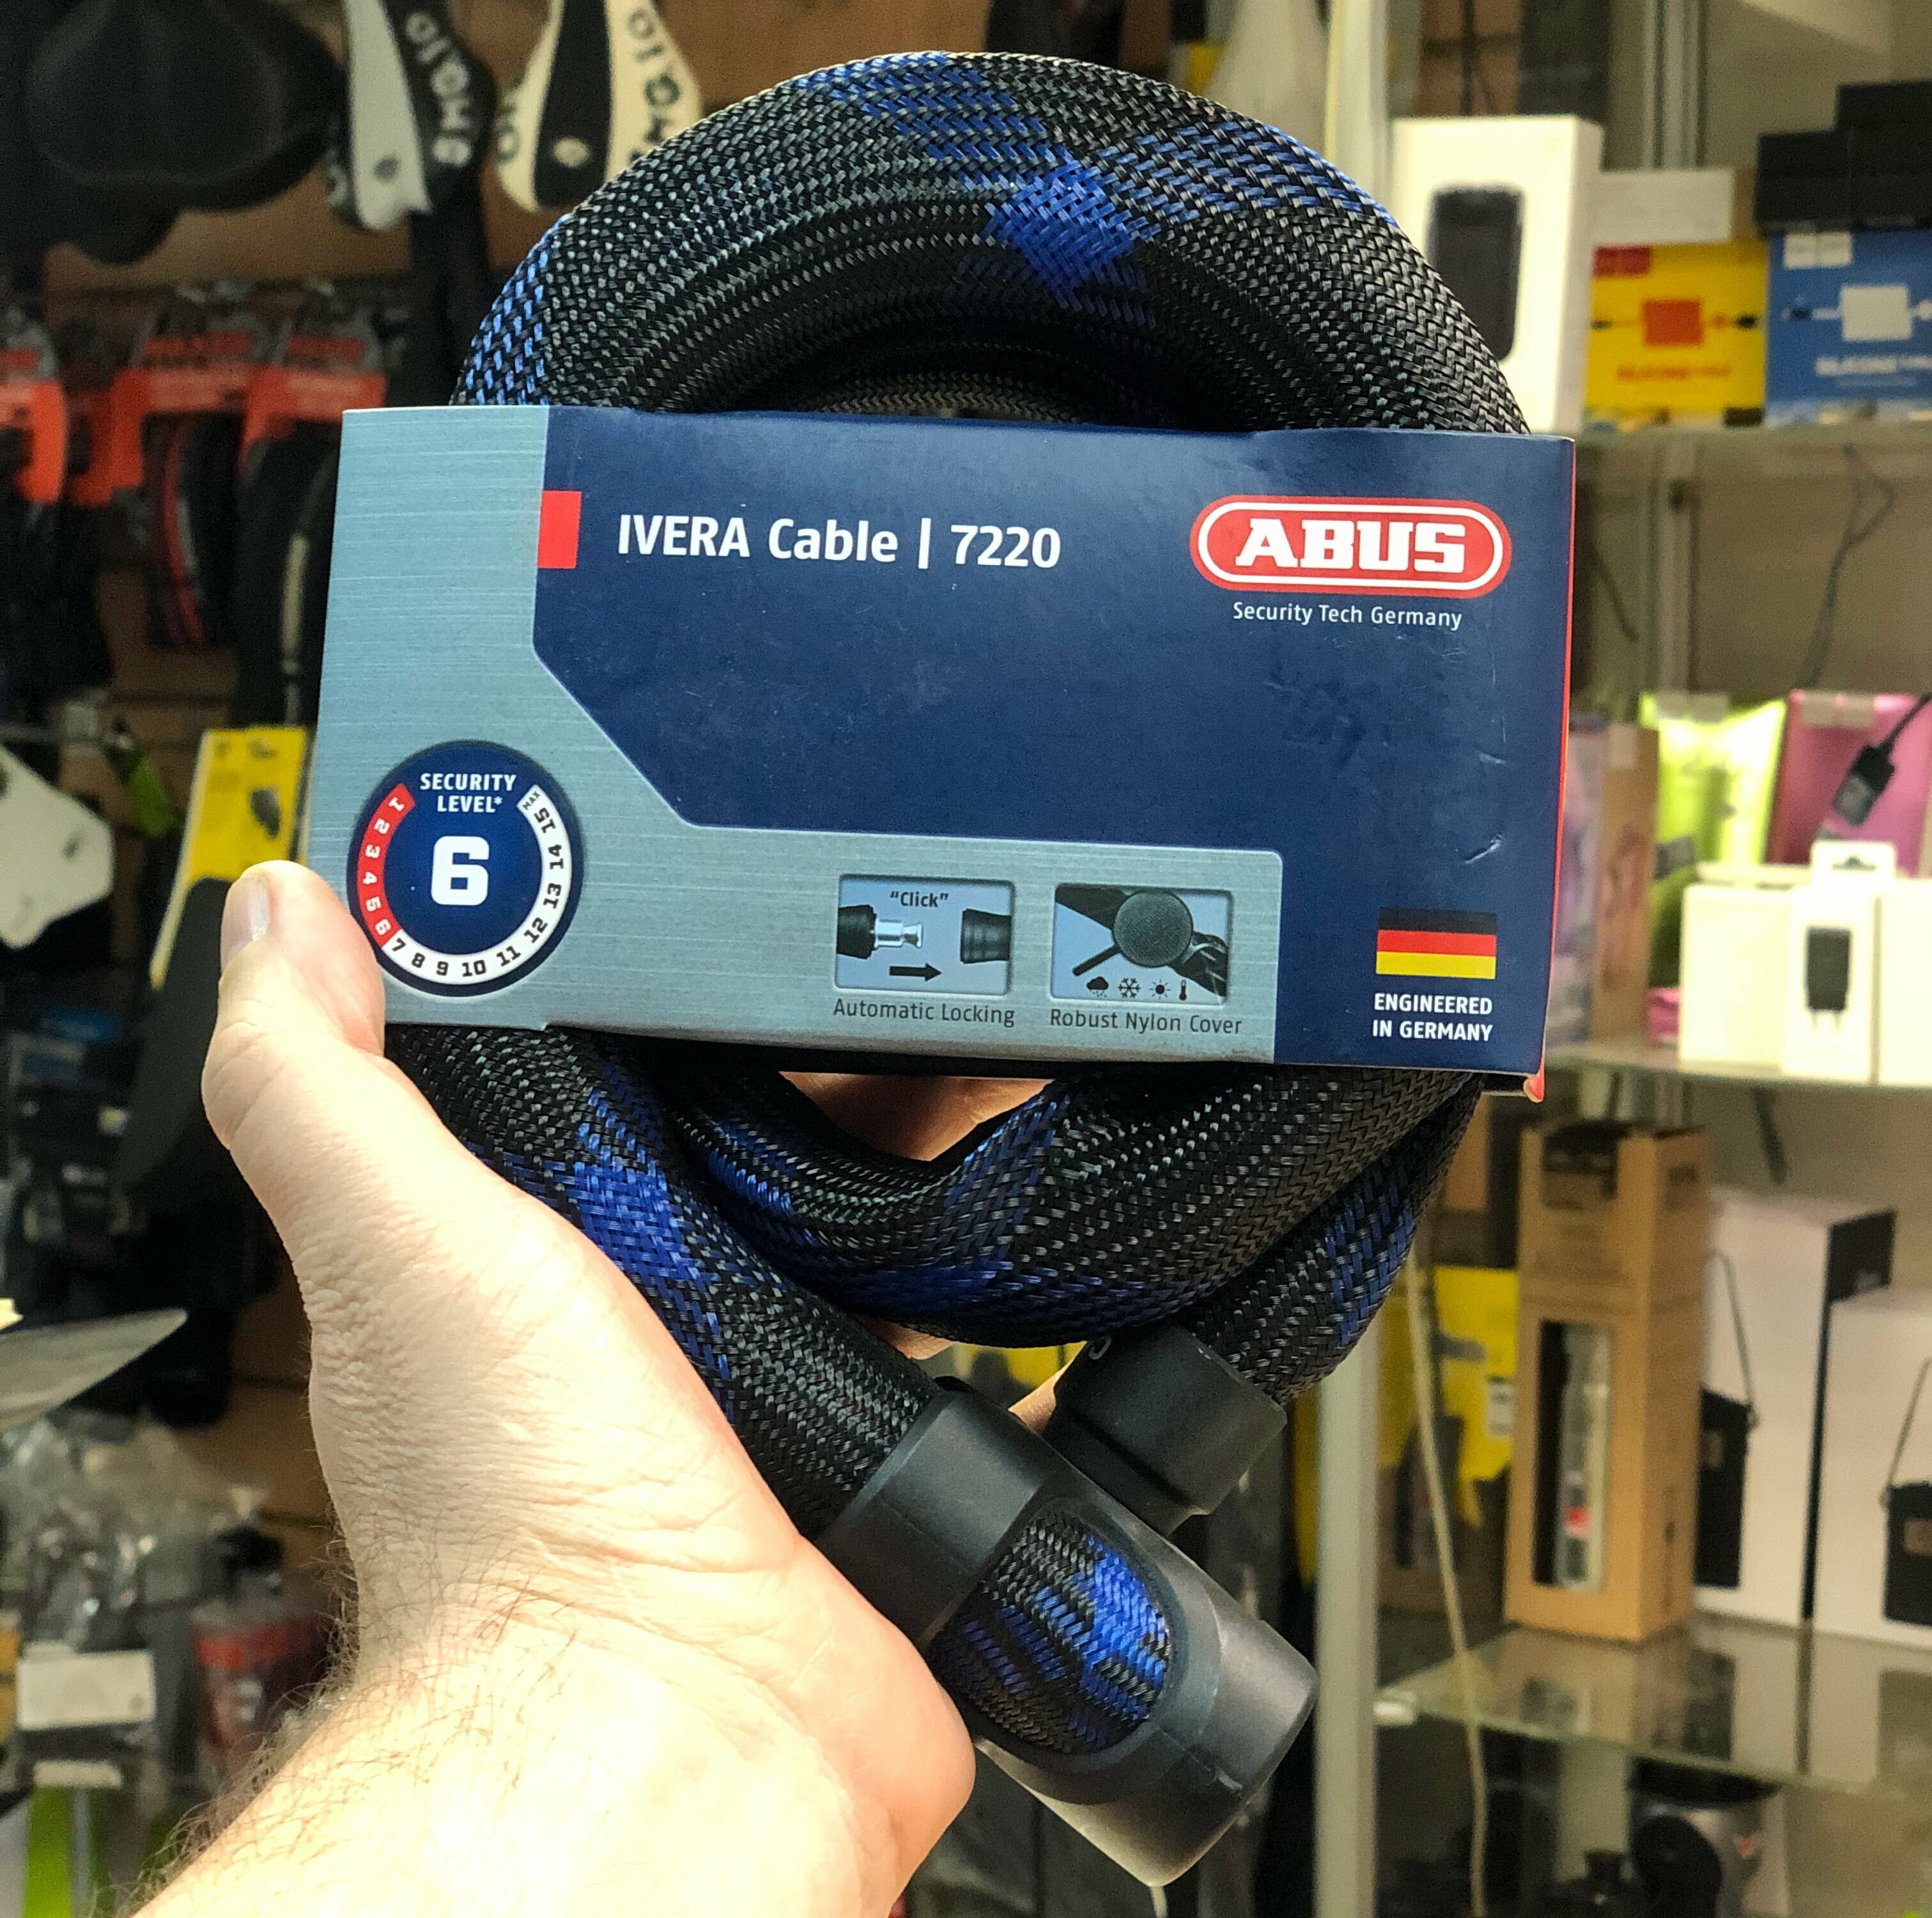 IVERA Cable | 7220
ABUS
Security Tech Germany
SECURITY
LEVEL*
6
1 2 3 4 5 6 7 8 9 10 11 12 13 14 15 MAX
"Click"
Automatic Locking
Robust Nylon Cover
ENGINEERED
IN GERMANY